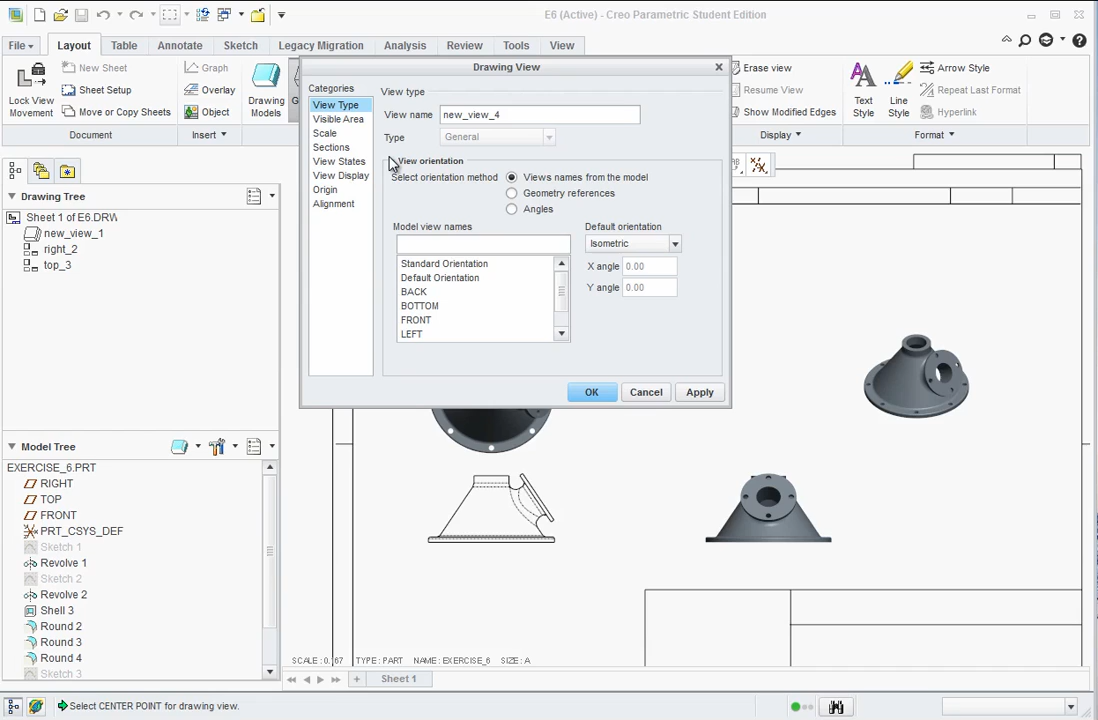 E6 (Active) - Creo Parametric Student Edition
File Layout Table Annotate Sketch Legacy Migration Analysis Review Tools View
Lock View Movement
New Sheet
Sheet Setup
Move or Copy Sheets
Document
Graph
Overlay
Object
Insert
Drawing Models
Erase view
Resume View
Show Modified Edges
Display
Text Style
Line Style
Arrow Style
Repeat Last Format
Hyperlink
Format
Drawing Tree
Sheet 1 of E6.DRW
new_view_1
right_2
top_3
Model Tree
EXERCISE_6.PRT
RIGHT
TOP
FRONT
PRT_CSYS_DEF
Sketch 1
Revolve 1
Sketch 2
Revolve 2
Shell 3
Round 2
Round 3
Round 4
Sketch 3
Drawing View
Categories
View Type
Visible Area
Scale
Sections
View States
View Display
Origin
Alignment
View type
View name new_view_4
Type General
View orientation
Select orientation method
Views names from the model
Geometry references
Angles
Model view names
Standard Orientation
Default Orientation
BACK
BOTTOM
FRONT
LEFT
Default orientation
Isometric
X angle 0.00
Y angle 0.00
OK Cancel Apply
TYPE : PART NAME : EXERCISE_6 SIZE : A
Sheet 1
Select CENTER POINT for drawing view.